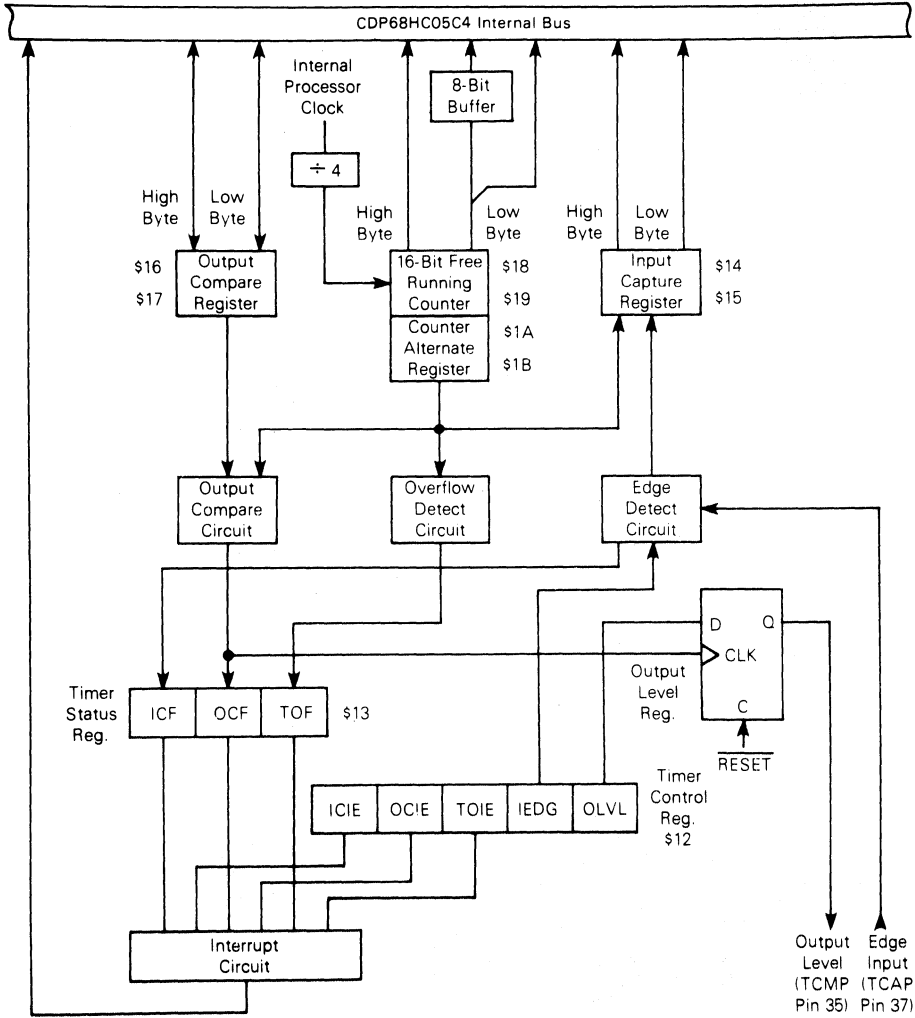 CDP68HC05C4 Internal Bus
Internal
Processor
Clock
÷ 4
8-Bit
Buffer
High
Byte
Low
Byte
High
Byte
Low
Byte
High
Byte
Low
Byte
$16
$17
Output
Compare
Register
16-Bit Free
Running
Counter
$18
$19
Counter
Alternate
Register
$1A
$1B
Input
Capture
Register
$14
$15
Output
Compare
Circuit
Overflow
Detect
Circuit
Edge
Detect
Circuit
D
Q
CLK
C
Output
Level
Reg.
RESET
Timer
Status
Reg.
ICF
OCF
TOF
$13
ICIE
OCIE
TOIE
IEDG
OLVL
Timer
Control
Reg.
$12
Interrupt
Circuit
Output
Level
(TCMP
Pin 35)
Edge
Input
(TCAP
Pin 37)